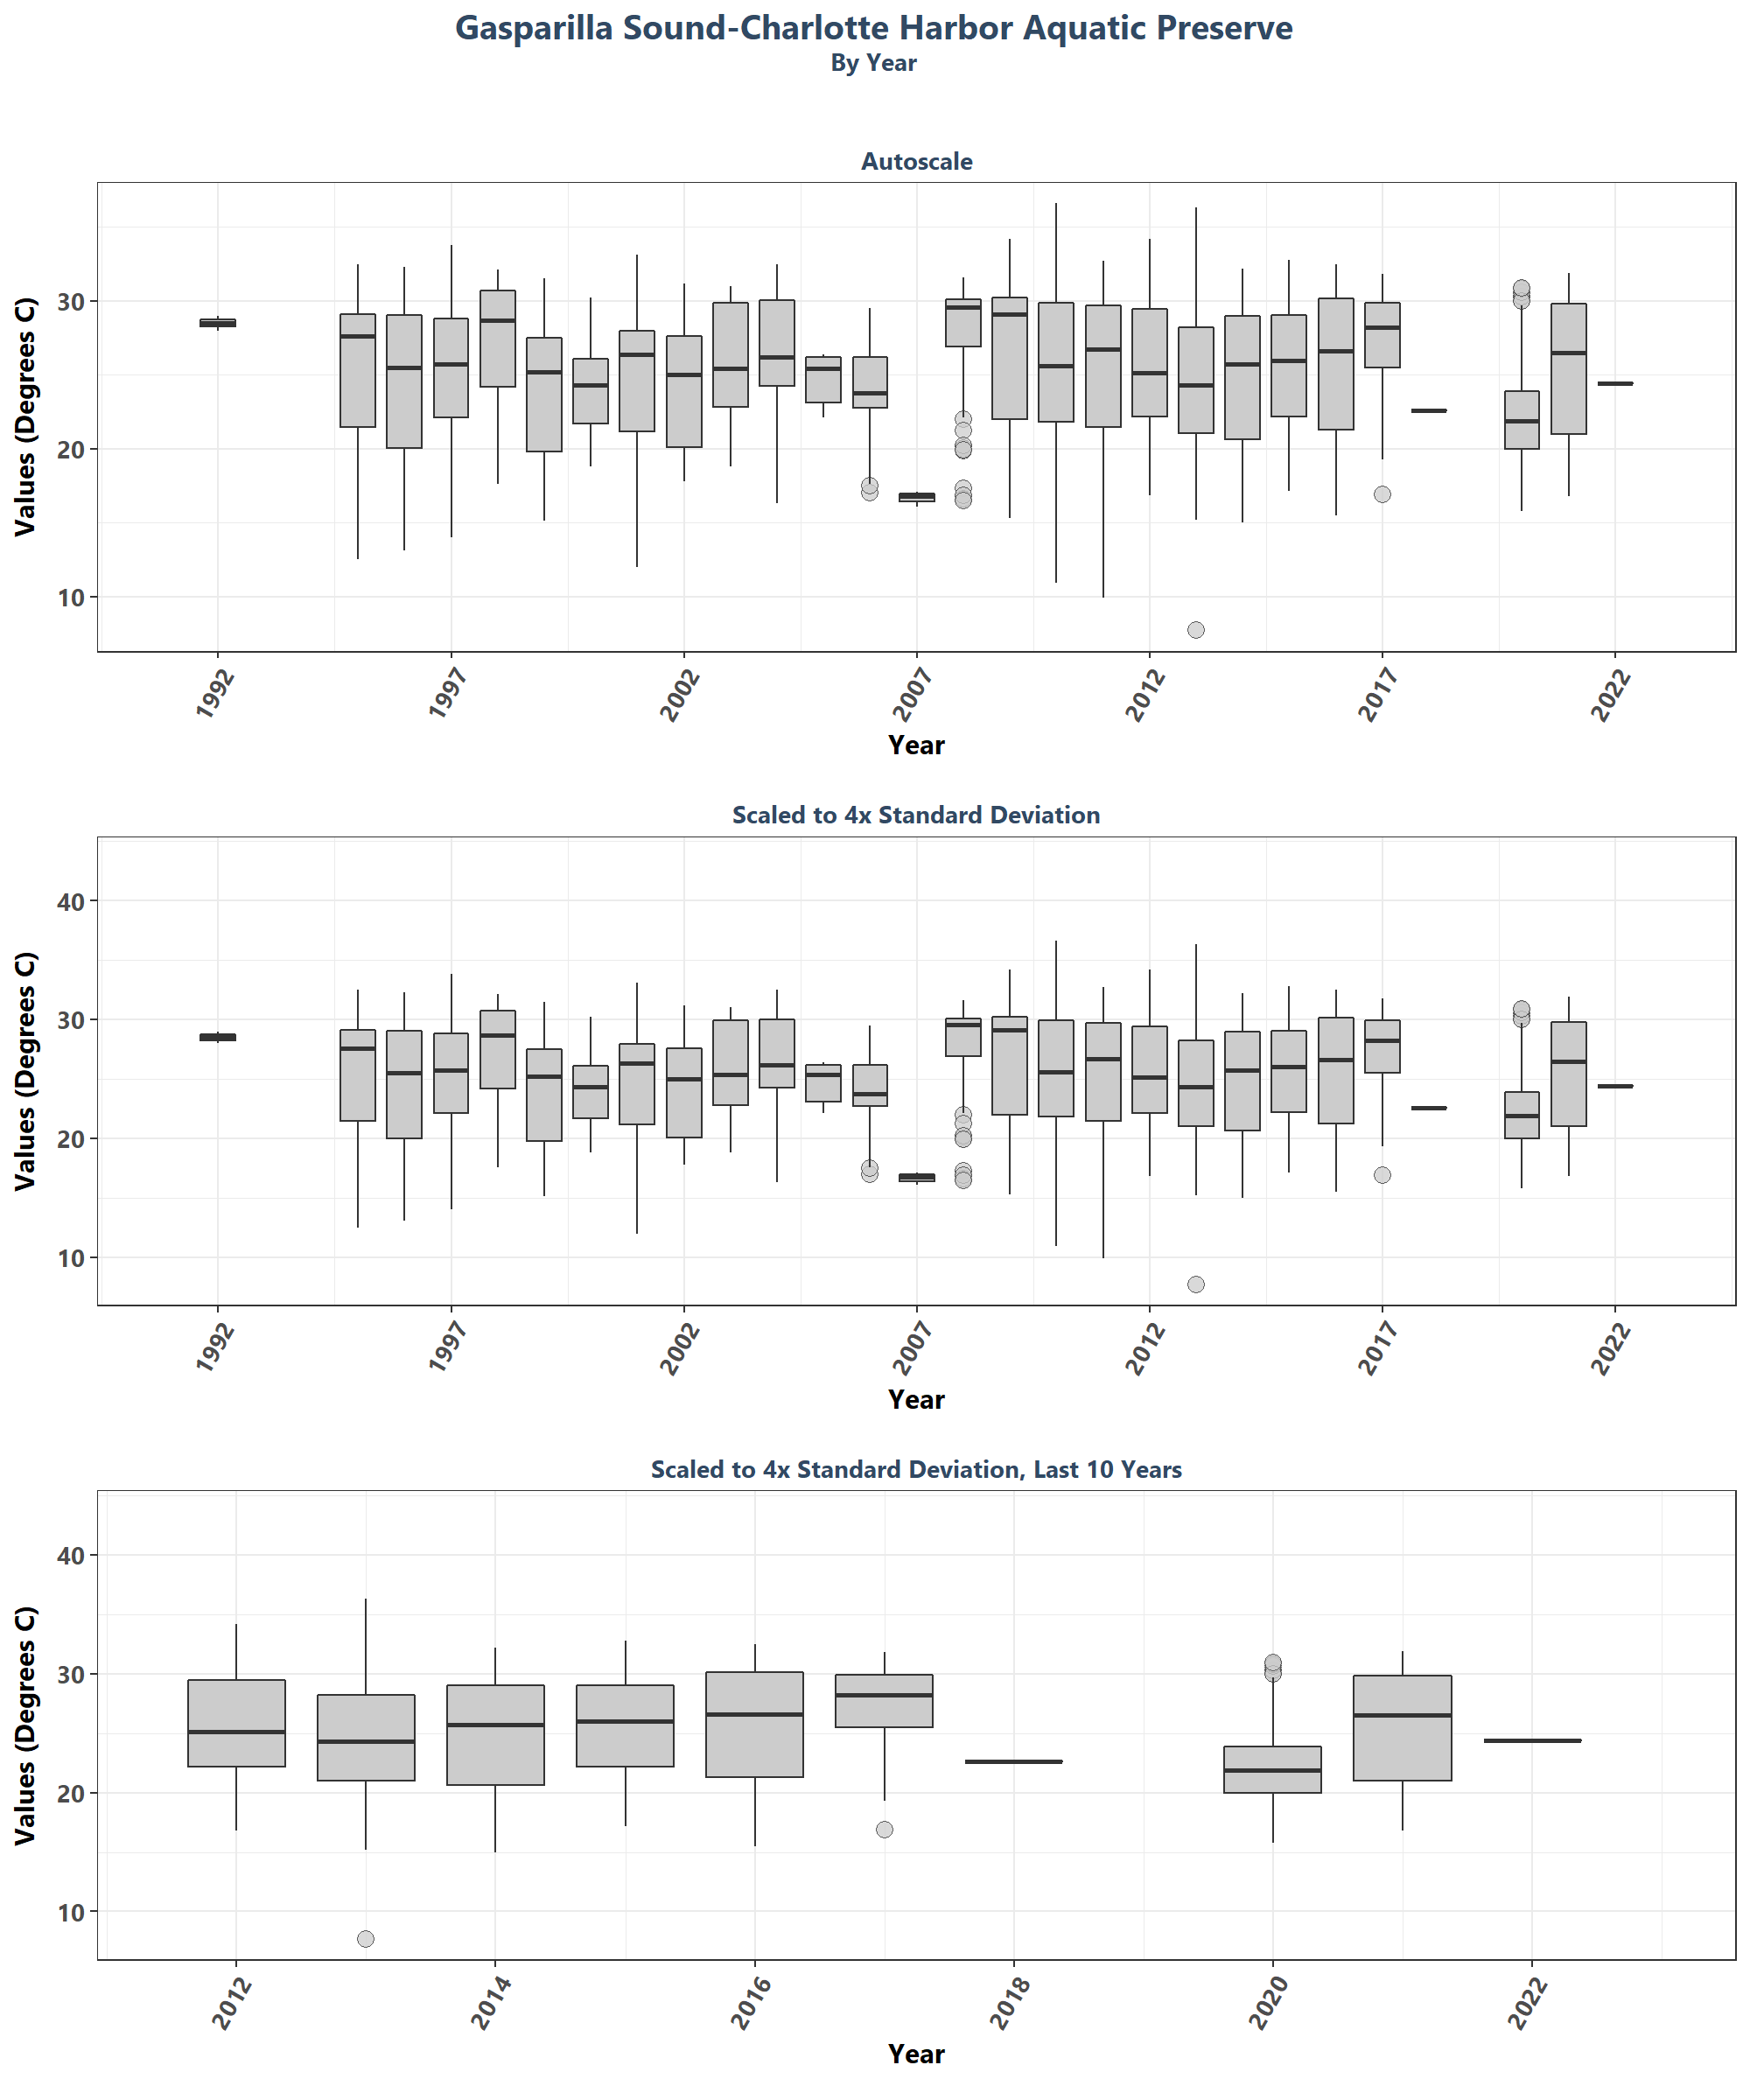 Gasparilla Sound-Charlotte Harbor Aquatic Preserve
By Year
Autoscale
Values (Degrees C)
30
20
10
1992
1997
2002
2007
2012
2017
2022
Year
Scaled to 4x Standard Deviation
Values (Degrees C)
40
30
20
10
1992
1997
2002
2007
2012
2017
2022
Year
Scaled to 4x Standard Deviation, Last 10 Years
Values (Degrees C)
40
30
20
10
2012
2014
2016
2018
2020
2022
Year